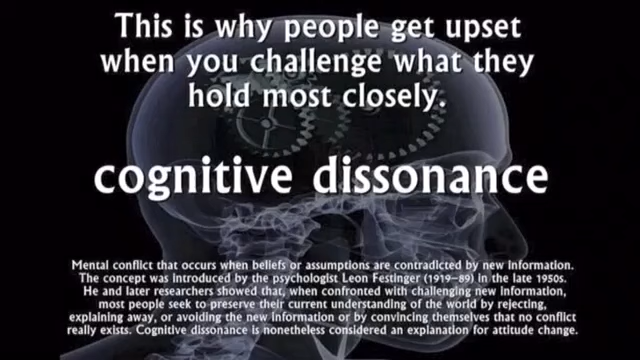 This is why people get upset
when you challenge what they
hold most closely.
cognitive dissonance
Mental conflict that occurs when beliefs or assumptions are contradicted by new information.
The concept was introduced by the psychologist Leon Festinger (1919–89) in the late 1950s.
He and later researchers showed that, when confronted with challenging new information,
most people seek to preserve their current understanding of the world by rejecting,
explaining away, or avoiding the new information or by convincing themselves that no conflict
really exists. Cognitive dissonance is nonetheless considered an explanation for attitude change.